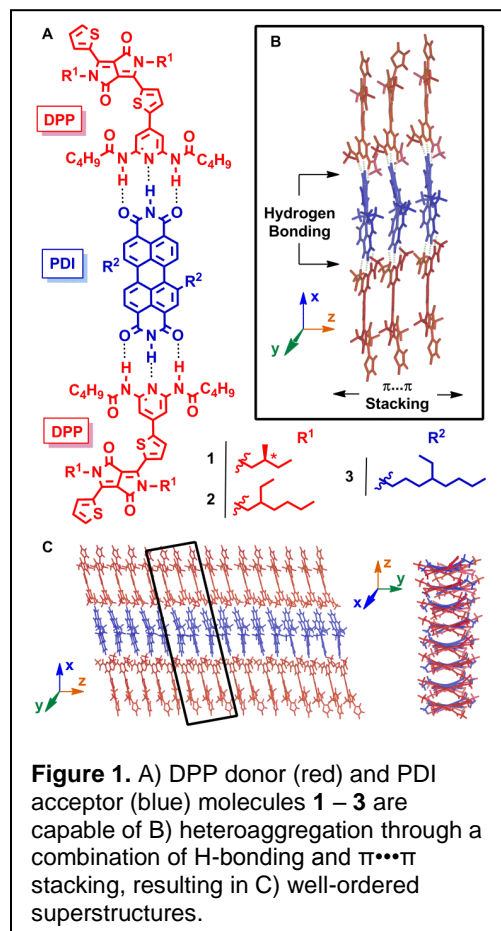 A
B
O
R¹
N
N
R¹
O
S
S
DPP
O
O
C₄H₉
N
N
N
C₄H₉
H
H
H
O
N
O
PDI
R²
R²
O
N
O
H
H
H
C₄H₉
N
N
N
C₄H₉
O
O
DPP
S
O
R¹
N
N
R¹
S
O
Hydrogen
Bonding
x
z
y
π...π
Stacking
R¹
R²
1
*
3
2
C
x
z
y
z
y
x
Figure 1. A) DPP donor (red) and PDI
acceptor (blue) molecules 1 – 3 are
capable of B) heteroaggregation through a
combination of H-bonding and π•••π
stacking, resulting in C) well-ordered
superstructures.